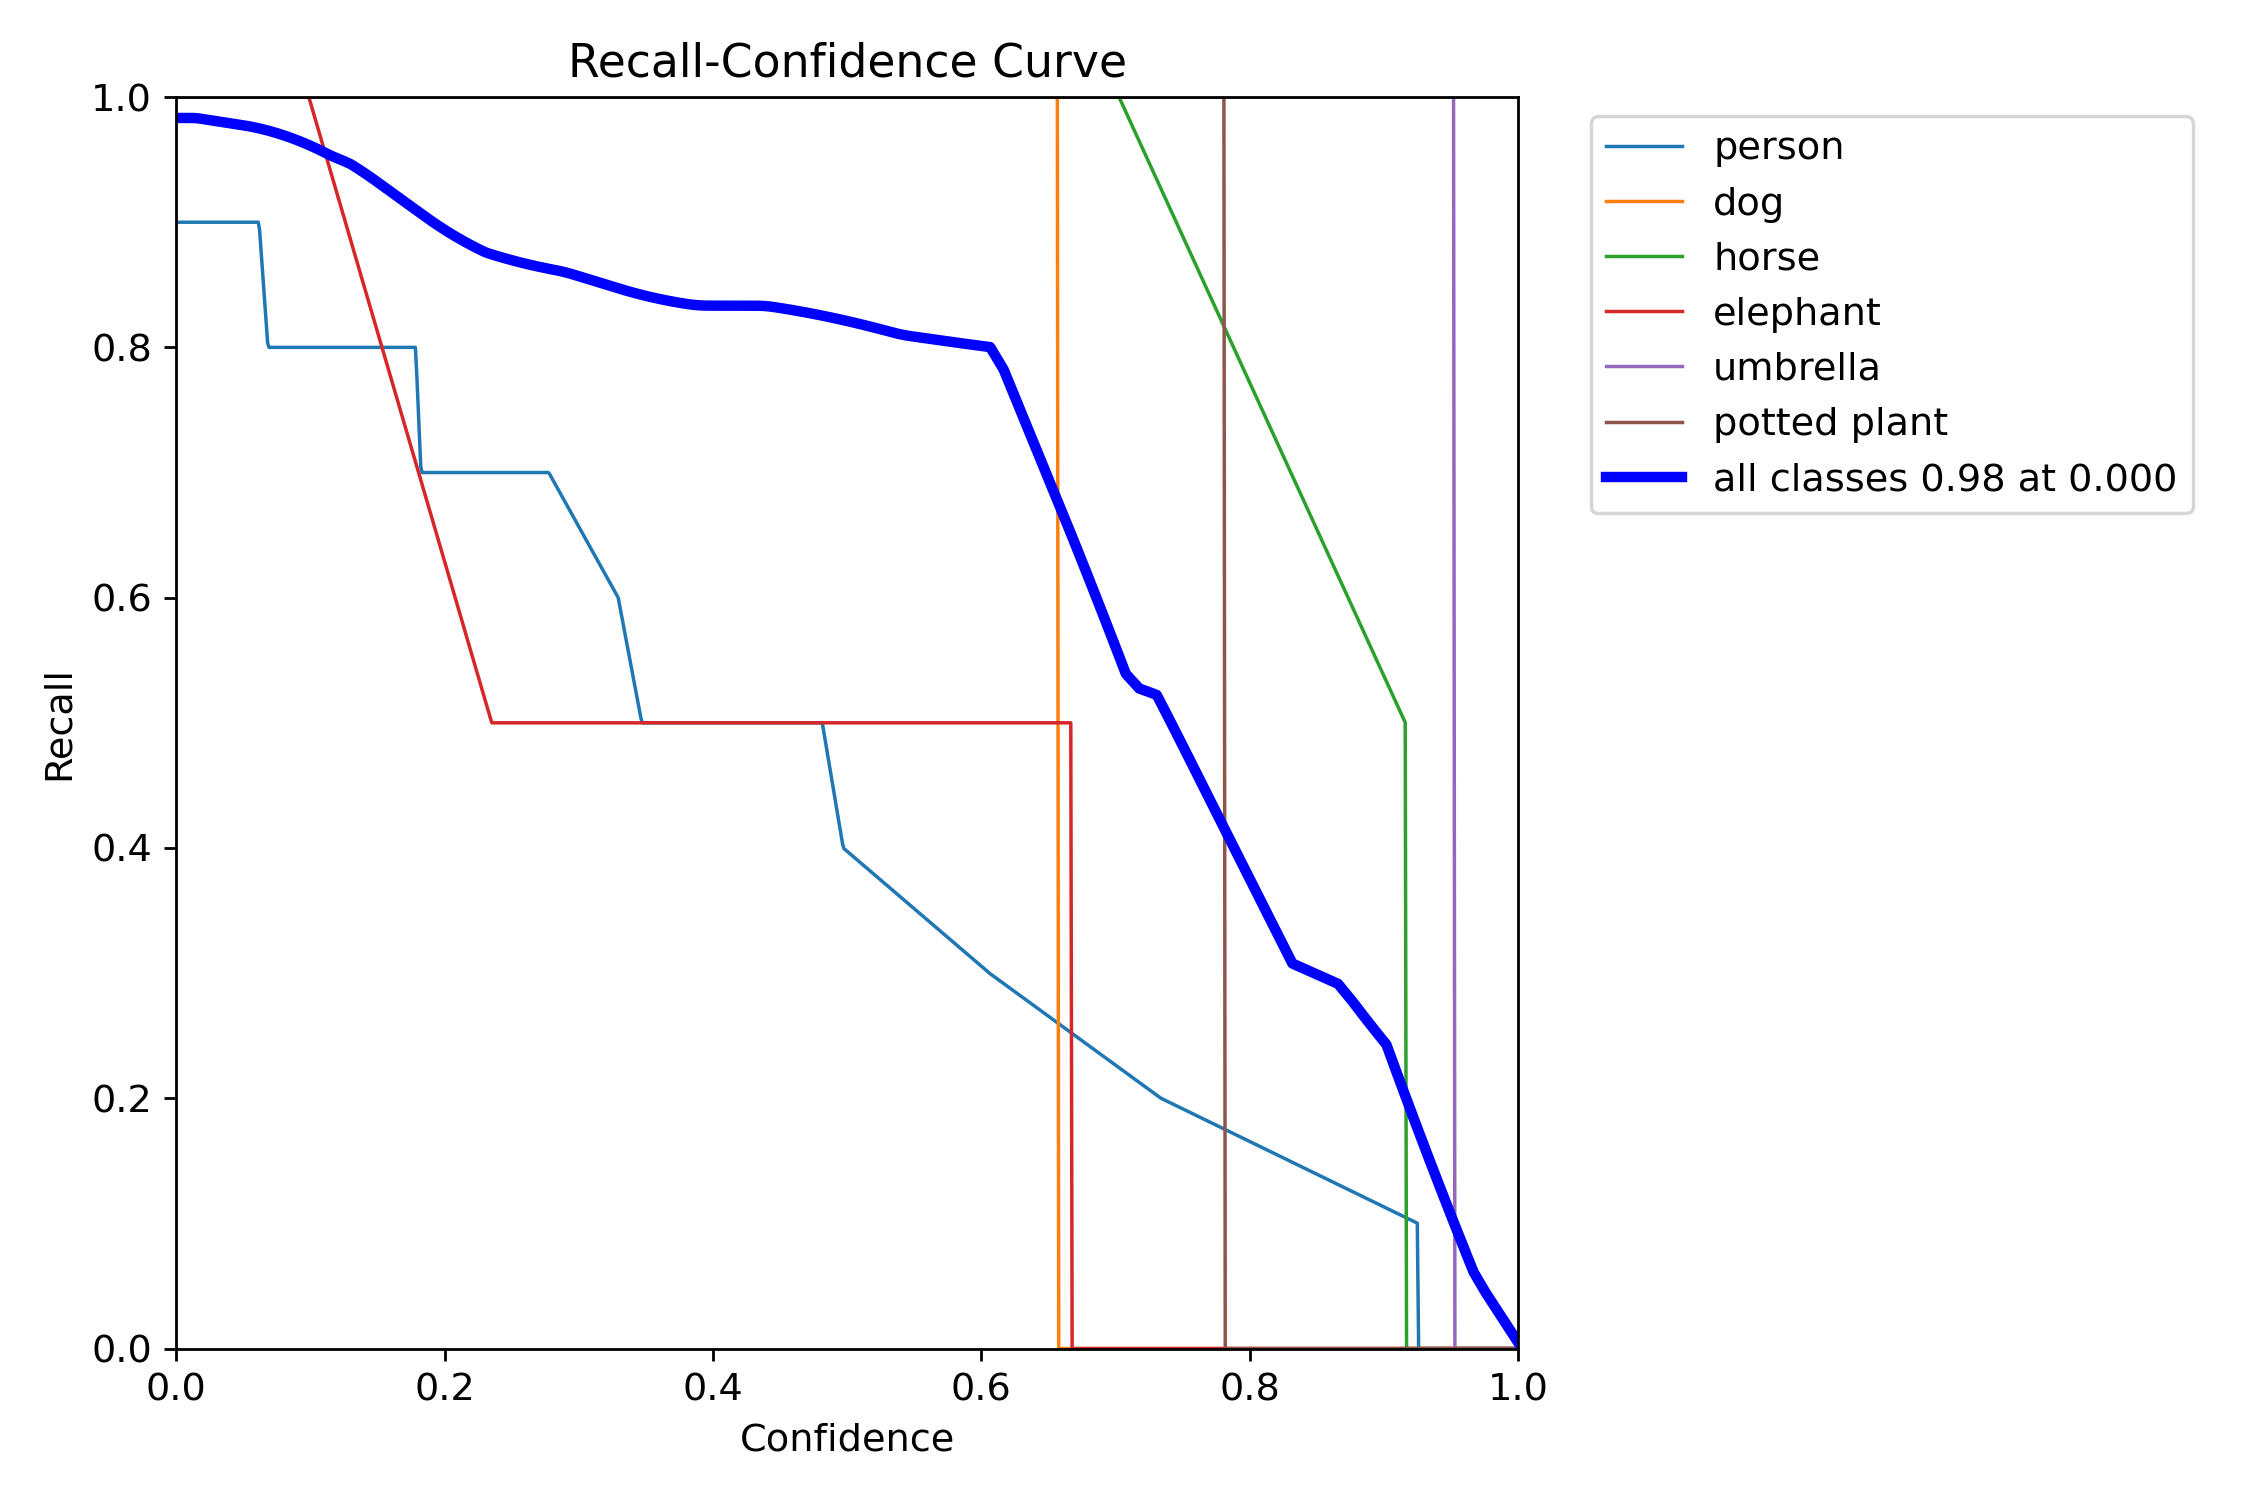 Recall-Confidence Curve
1.0
0.8
0.6
0.4
0.2
0.0
Recall
0.0 0.2 0.4 0.6 0.8 1.0
Confidence
person
dog
horse
elephant
umbrella
potted plant
all classes 0.98 at 0.000